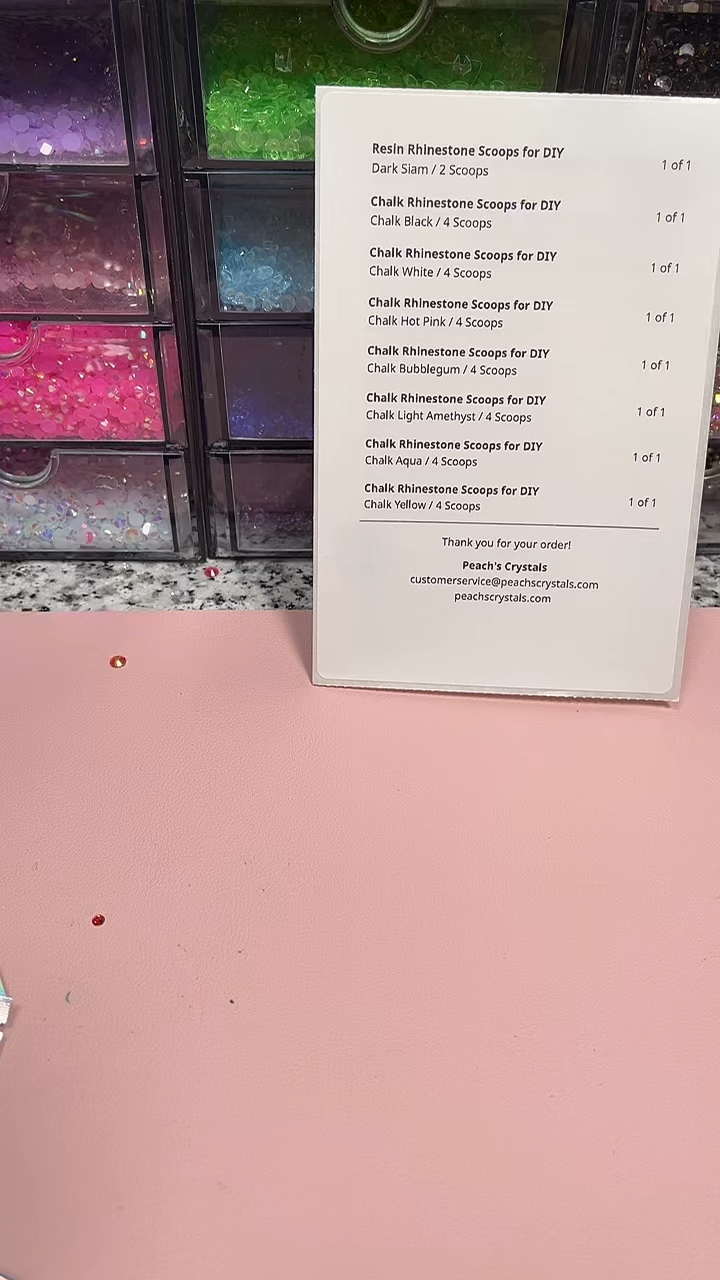 Resin Rhinestone Scoops for DIY
Dark Siam / 2 Scoops 1 of 1
Chalk Rhinestone Scoops for DIY
Chalk Black / 4 Scoops 1 of 1
Chalk Rhinestone Scoops for DIY
Chalk White / 4 Scoops 1 of 1
Chalk Rhinestone Scoops for DIY
Chalk Hot Pink / 4 Scoops 1 of 1
Chalk Rhinestone Scoops for DIY
Chalk Bubblegum / 4 Scoops 1 of 1
Chalk Rhinestone Scoops for DIY
Chalk Light Amethyst / 4 Scoops 1 of 1
Chalk Rhinestone Scoops for DIY
Chalk Aqua / 4 Scoops 1 of 1
Chalk Rhinestone Scoops for DIY
Chalk Yellow / 4 Scoops 1 of 1
Thank you for your order!
Peach's Crystals
customerservice@peachscrystals.com
peachscrystals.com